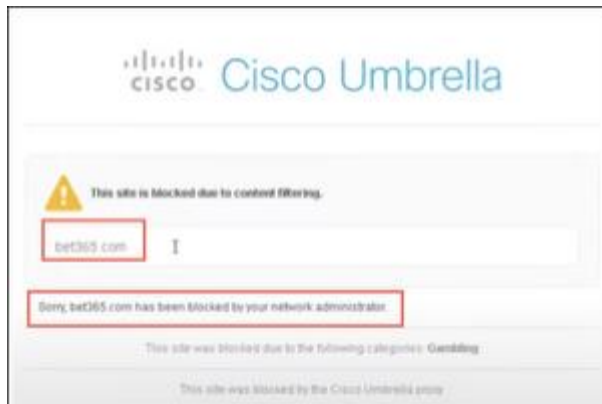 cisco Cisco Umbrella
This site is blocked due to content filtering.
bet365.com
Sorry, bet365.com has been blocked by your network administrator.
This site was blocked due to the following categories: Gambling
This site was blocked by the Cisco Umbrella proxy